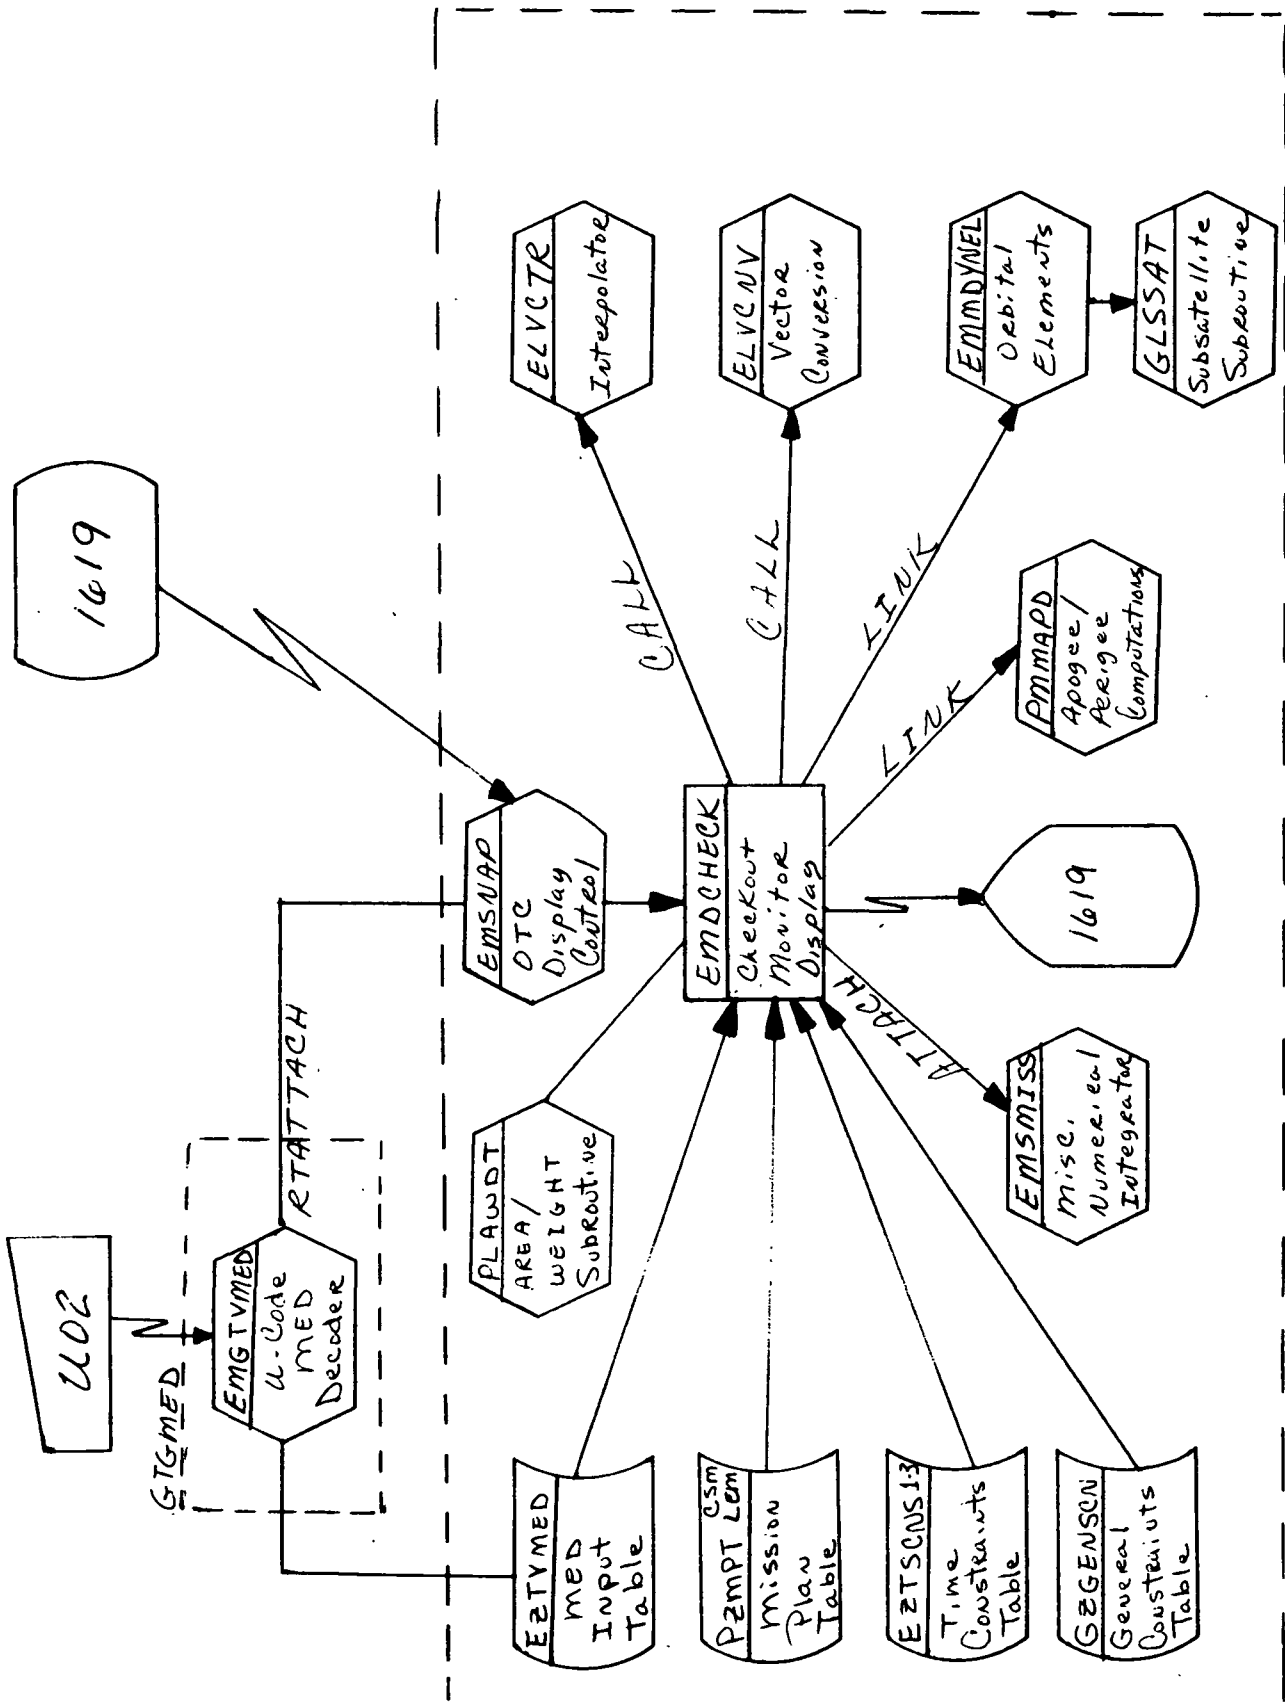 U02
GTGMED
EMGTVMED
U-Code
MED
Decoder
RTATTACH
1619
EMSNAP
OTC
Display
Control
PLAWDT
AREA/
WEIGHT
Subroutine
EZTVMED
MED
Input
Table
PZMPT CSM LEM
Mission
Plan
Table
EZTSCNS1-3
Time
Constraints
Table
GZGENSCN
General
Constraints
Table
EMDCHECK
Checkout
Monitor
Display
CALL
ELVCTR
Interpolator
CALL
ELVCNV
Vector
Conversion
LINK
EMMDYNEL
Orbital
Elements
GLSSAT
Subsatellite
Subroutine
LINK
PMMAPD
Apogee/
Perigee
Computations
1619
ATTACH
EMSMISS
Misc.
Numerical
Integrator